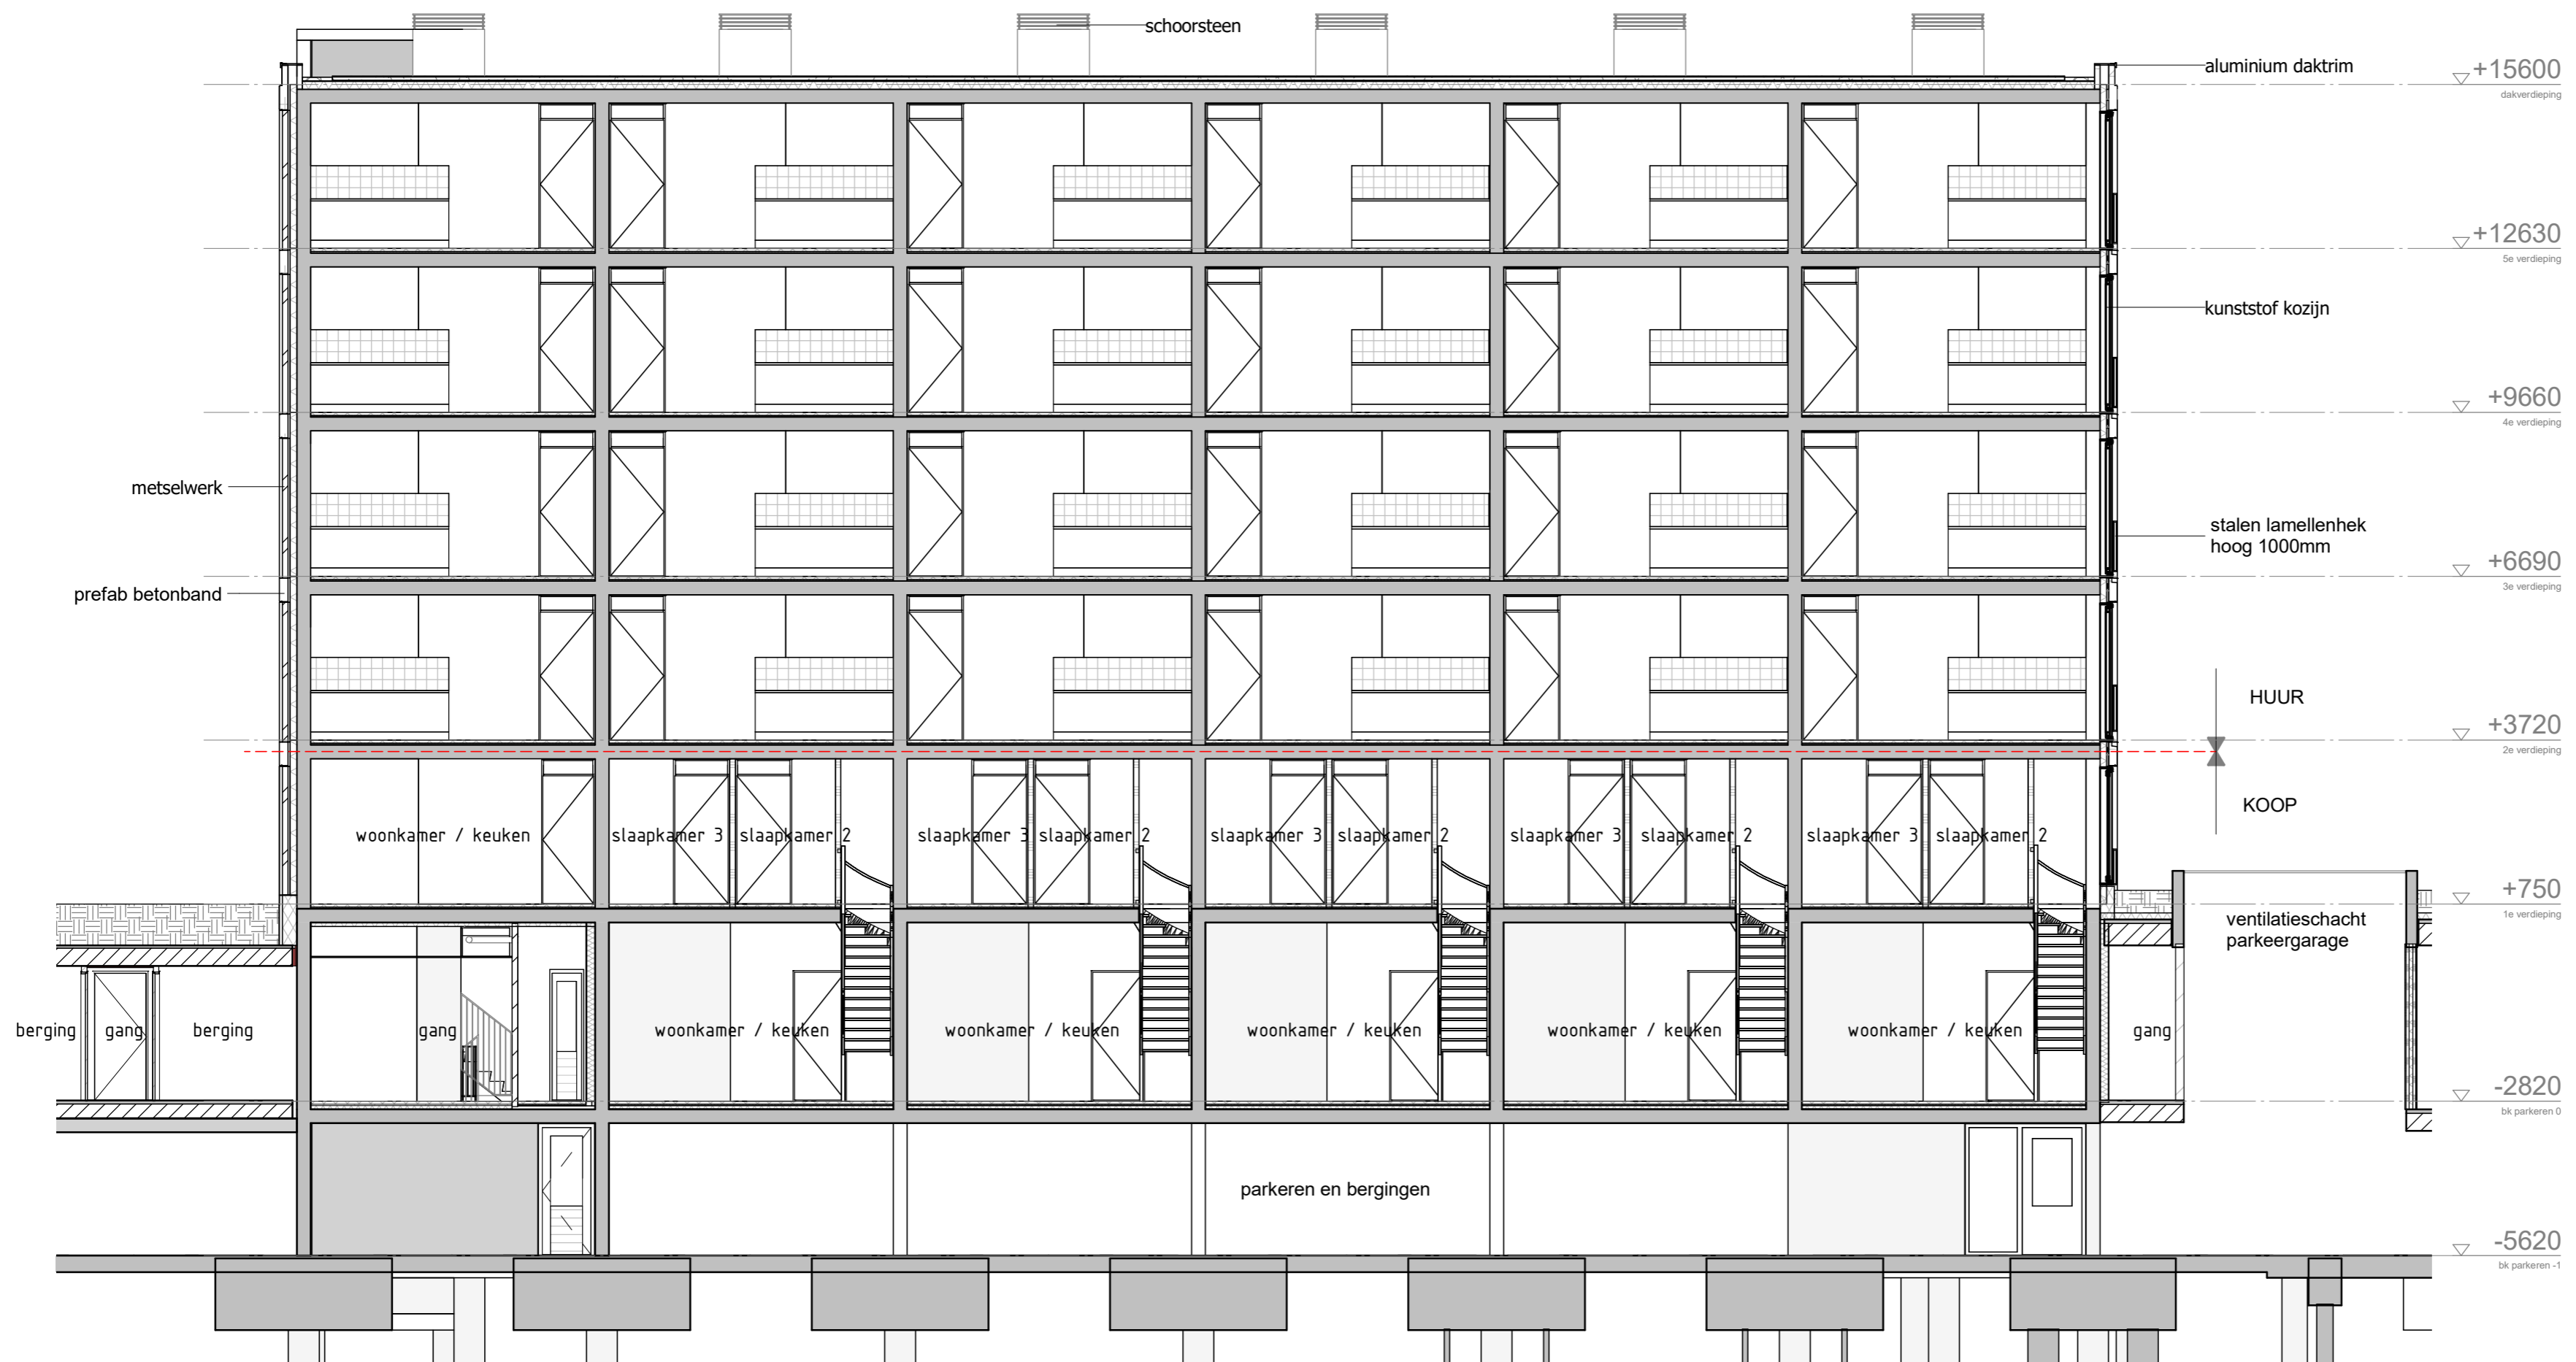 schoorsteen
aluminium daktrim
+15600
dakverdieping
+12630
5e verdieping
kunststof kozijn
+9660
4e verdieping
metselwerk
stalen lamellenhek
hoog 1000mm
+6690
3e verdieping
prefab betonband
HUUR
+3720
2e verdieping
KOOP
woonkamer / keuken
slaapkamer 3
slaapkamer 2
slaapkamer 3
slaapkamer 2
slaapkamer 3
slaapkamer 2
slaapkamer 3
slaapkamer 2
slaapkamer 3
slaapkamer 2
+750
1e verdieping
ventilatieschacht
parkeergarage
berging
gang
berging
gang
woonkamer / keuken
woonkamer / keuken
woonkamer / keuken
woonkamer / keuken
woonkamer / keuken
gang
-2820
bk parkeren 0
parkeren en bergingen
-5620
bk parkeren -1